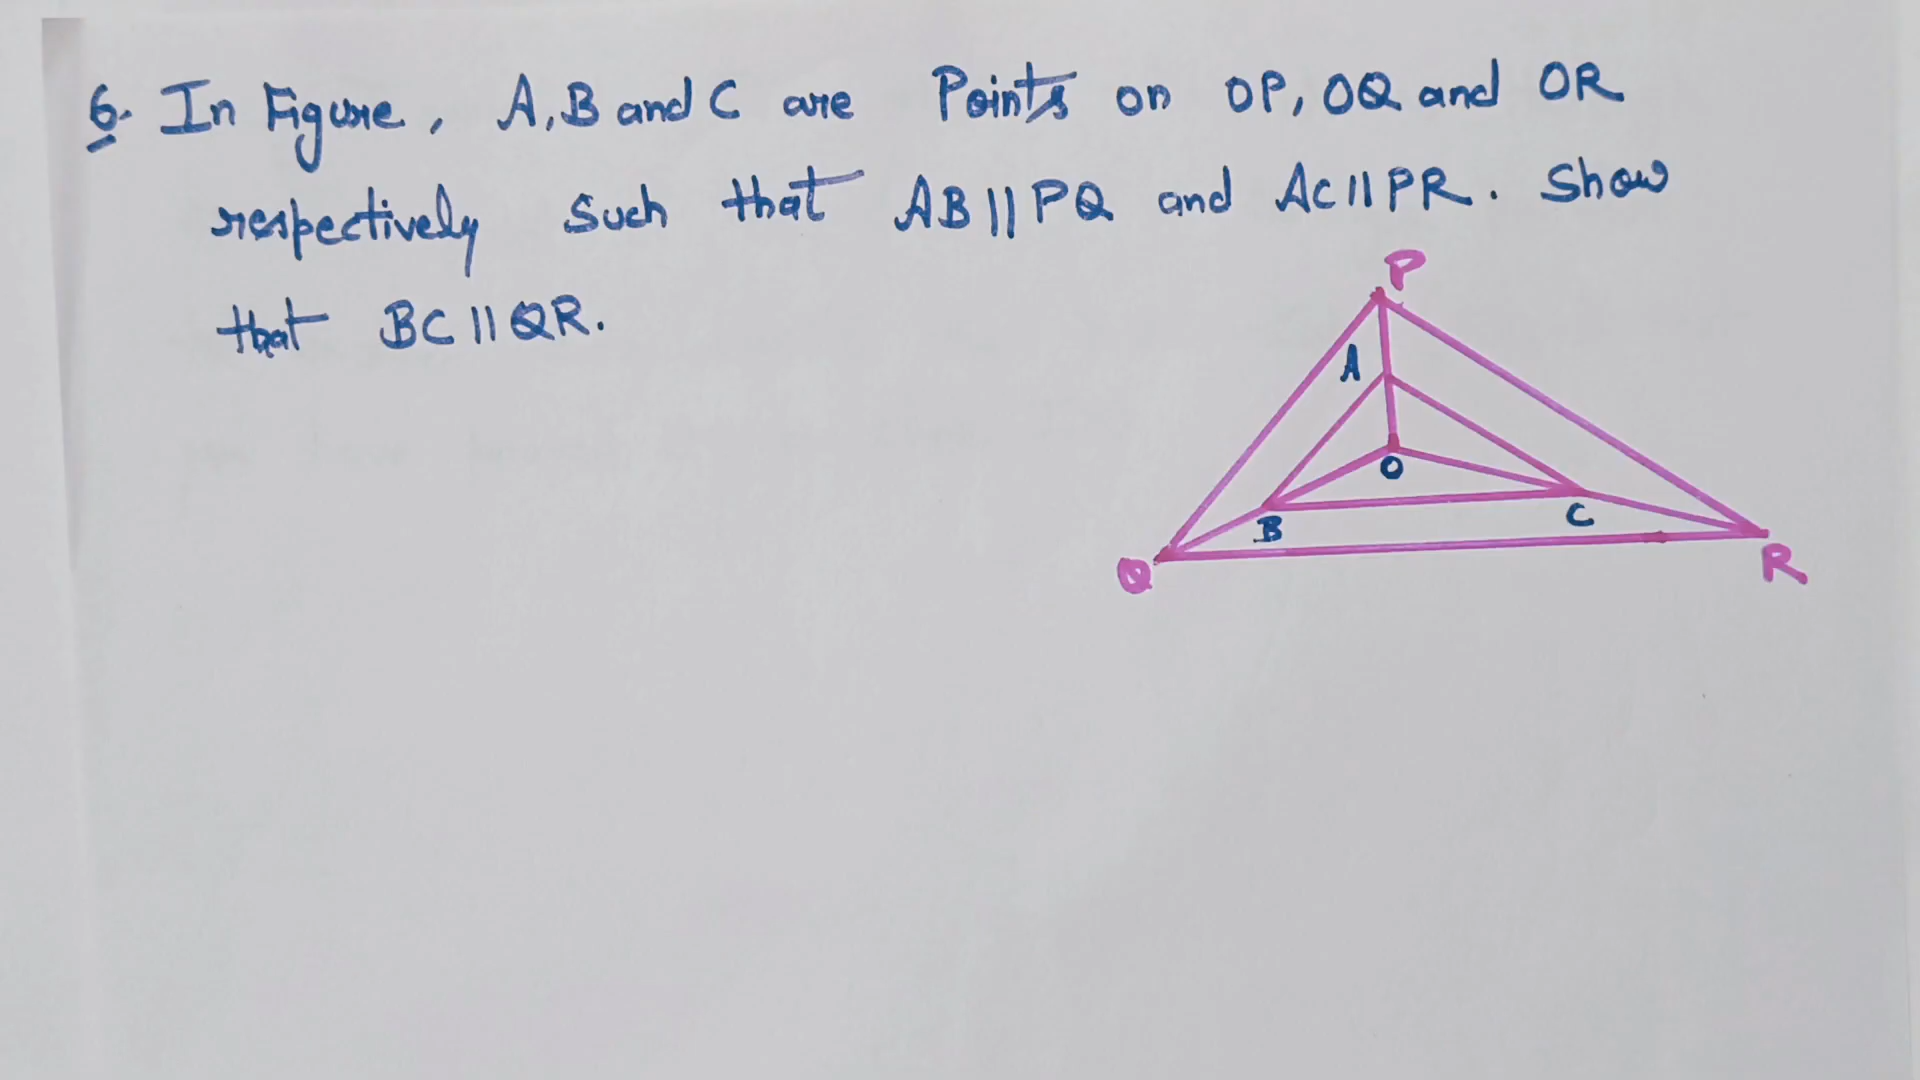 6. In Figure, A, B and C are Points on OP, OQ and OR
respectively such that AB || PQ and AC || PR. Show
that BC || QR.
P
A
O
B
C
Q
R